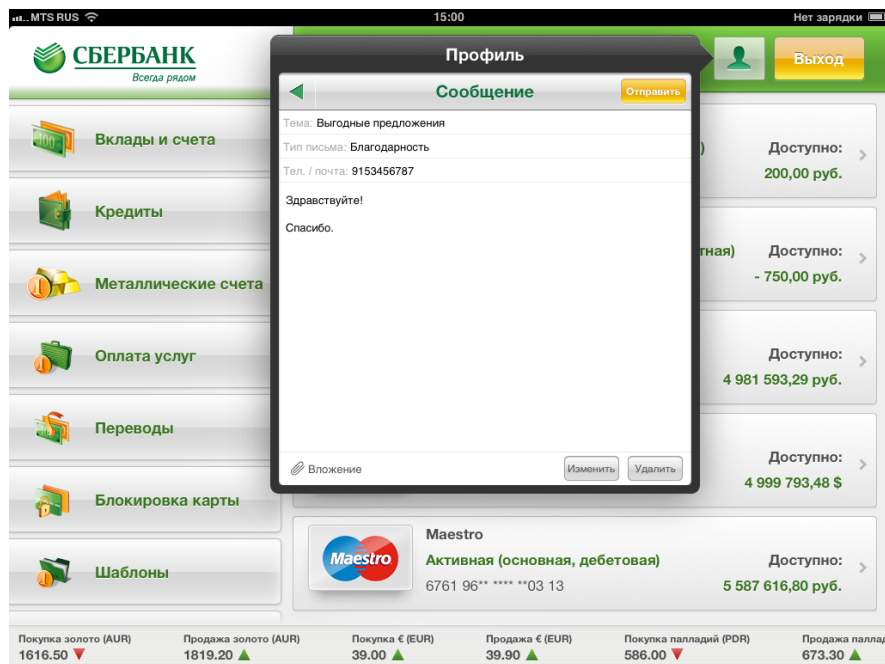 MTS RUS 15:00 Нет зарядки
СБЕРБАНК
Всегда рядом
Выход
Вклады и счета
Кредиты
Металлические счета
Оплата услуг
Переводы
Блокировка карты
Шаблоны
Профиль
Сообщение
Отправить
Тема: Выгодные предложения
Тип письма: Благодарность
Тел. / почта: 9153456787
Здравствуйте!
Спасибо.
Вложение
Изменить
Удалить
) Доступно:
200,00 руб.
тная) Доступно:
- 750,00 руб.
Доступно:
4 981 593,29 руб.
Доступно:
4 999 793,48 $
Maestro
Maestro
Активная (основная, дебетовая) Доступно:
6761 96** **** **03 13 5 587 616,80 руб.
Покупка золото (AUR) Продажа золото (AUR) Покупка € (EUR) Продажа € (EUR) Покупка палладий (PDR) Продажа паллад
1616.50 ▼ 1819.20 ▲ 39.00 ▲ 39.90 ▲ 586.00 ▼ 673.30 ▲